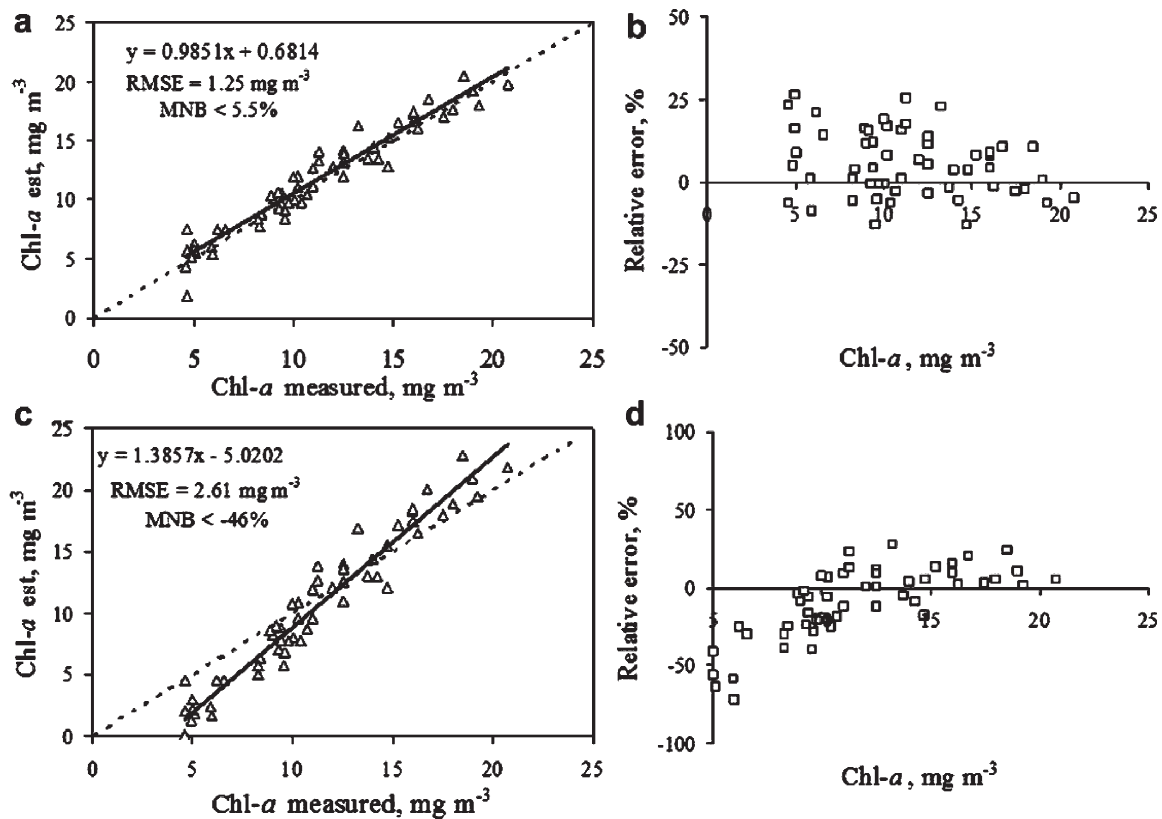 a
25
20
15
10
5
0
0 5 10 15 20 25
Chl-a est, mg m⁻³
Chl-a measured, mg m⁻³
y = 0.9851x + 0.6814
RMSE = 1.25 mg m⁻³
MNB < 5.5%
b
50
25
0
-25
-50
0 5 10 15 20 25
Relative error, %
Chl-a, mg m⁻³
c
25
20
15
10
5
0
0 5 10 15 20 25
Chl-a est, mg m⁻³
Chl-a measured, mg m⁻³
y = 1.3857x - 5.0202
RMSE = 2.61 mg m⁻³
MNB < -46%
d
100
50
0
-50
-100
5 15 20 25
Relative error, %
Chl-a, mg m⁻³